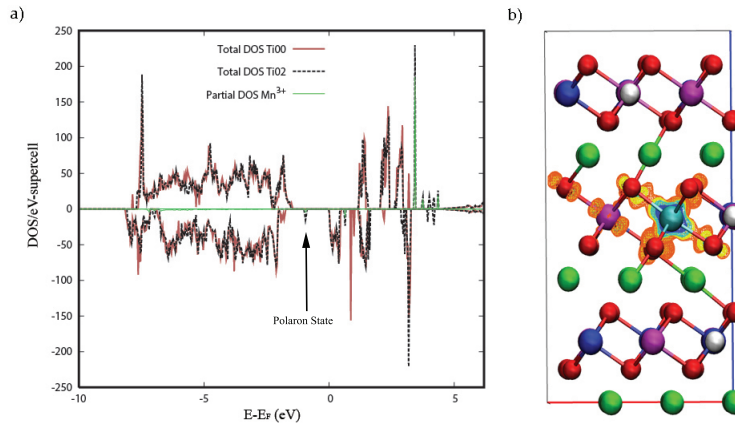 a)
b)
250
200
150
100
50
0
-50
-100
-150
-200
-250
DOS/eV-supercell
Total DOS Ti00
Total DOS Ti02
Partial DOS Mn3+
Polaron State
-10
-5
0
5
E-EF (eV)